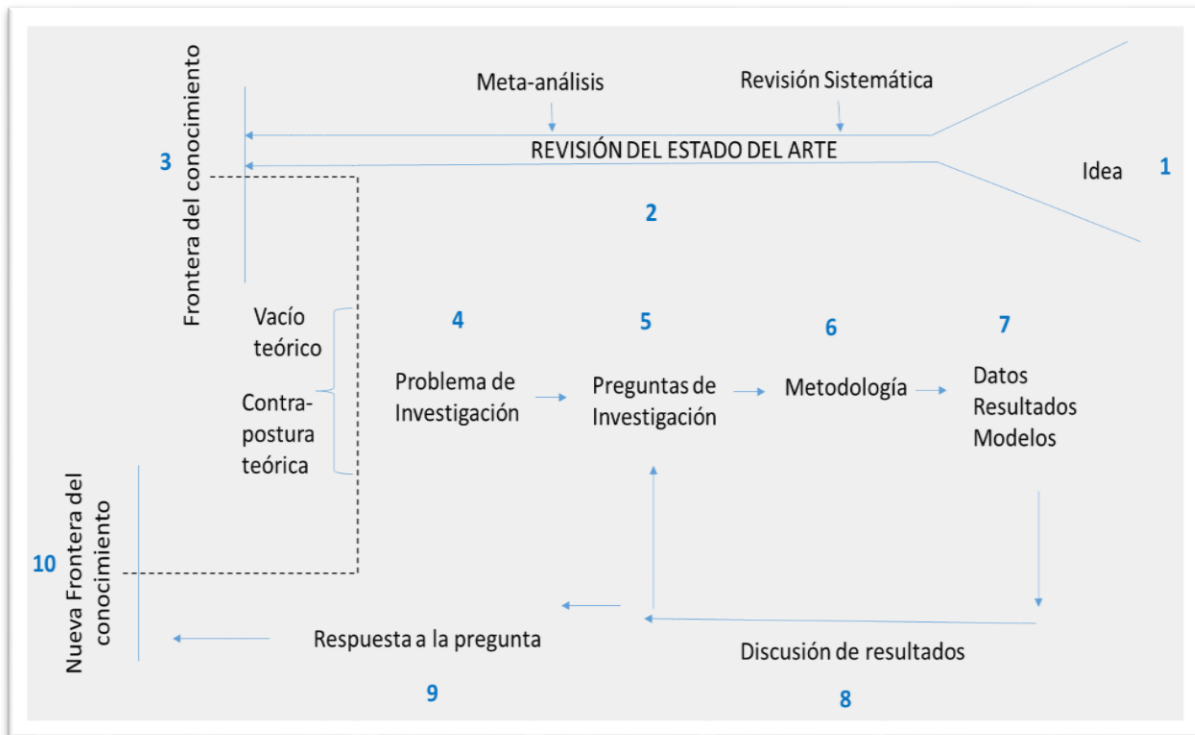 Meta-análisis
Revisión Sistemática
REVISIÓN DEL ESTADO DEL ARTE
Idea
1
2
3
Frontera del conocimiento
Vacío
teórico
Contra-
postura
teórica
4
Problema de
Investigación
5
Preguntas de
Investigación
6
Metodología
7
Datos
Resultados
Modelos
8
Discusión de resultados
9
Respuesta a la pregunta
10
Nueva Frontera del
conocimiento